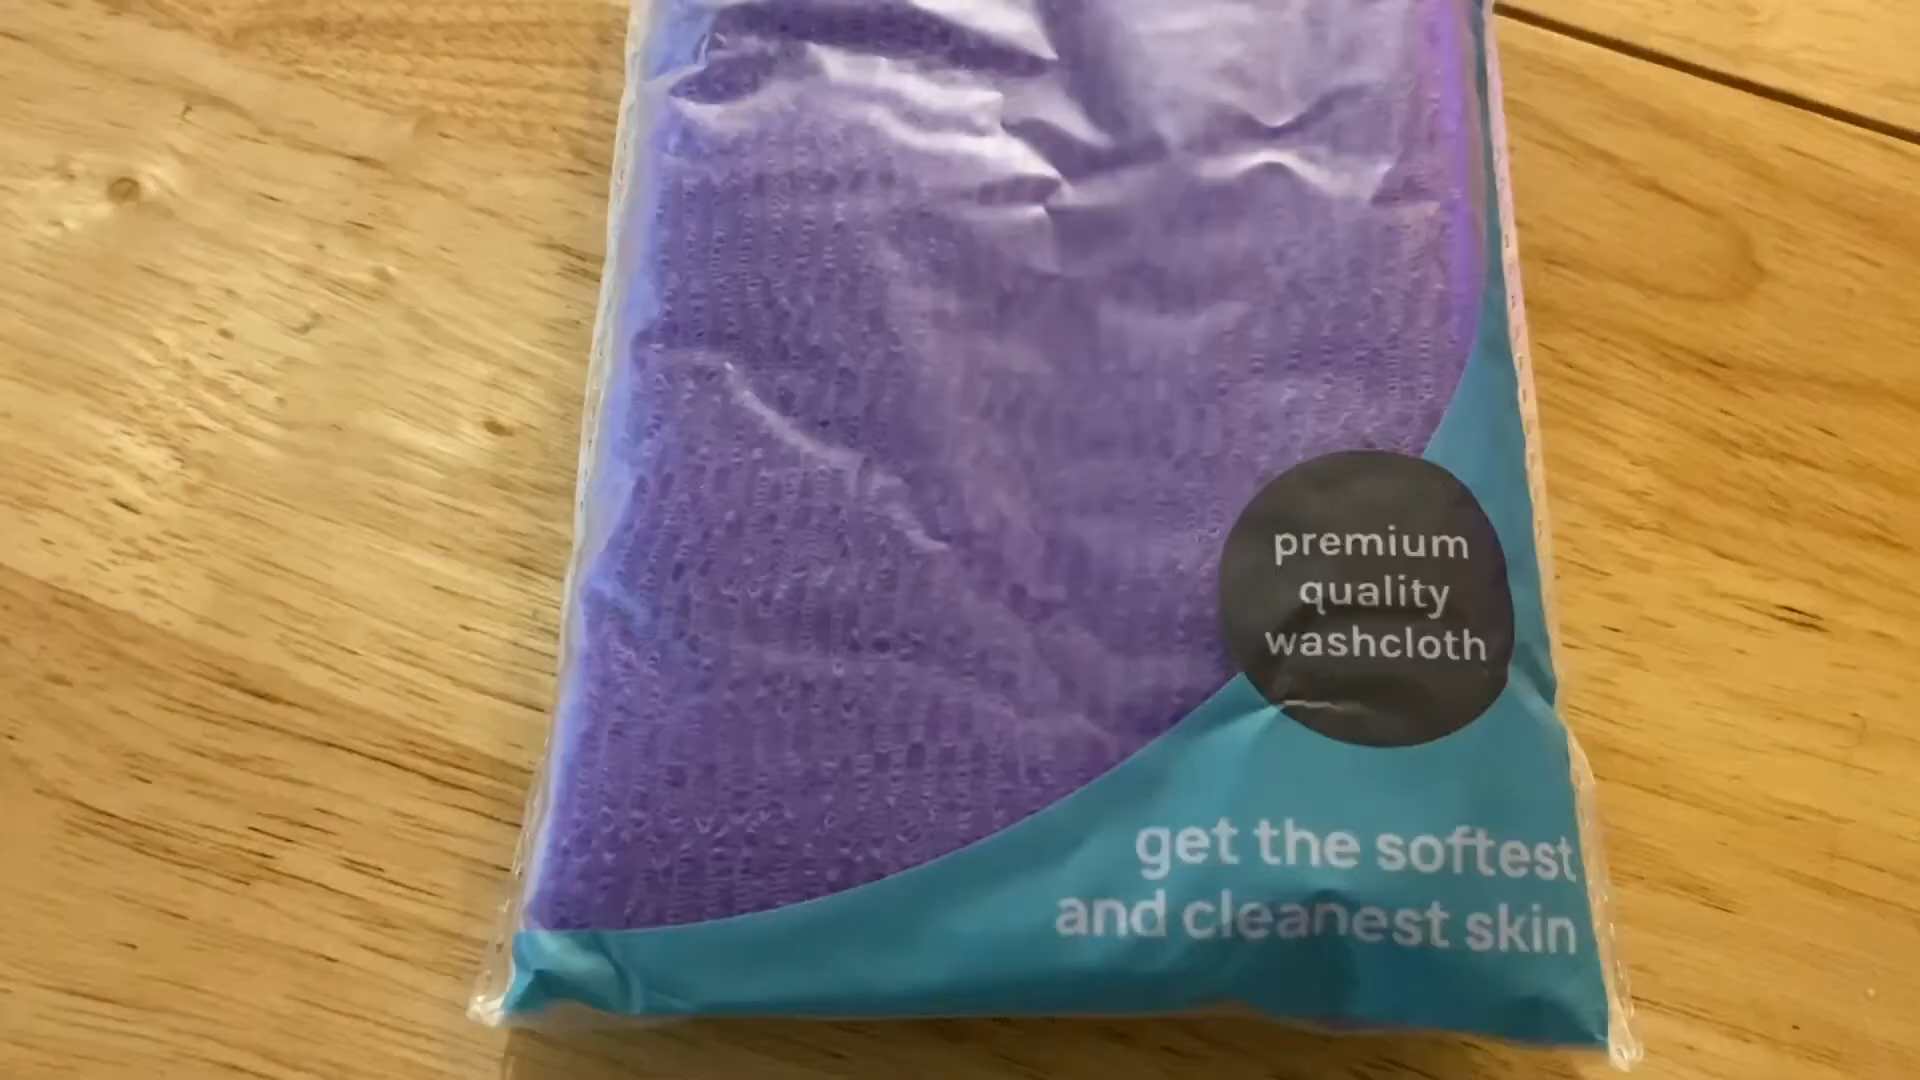 premium
quality
washcloth
get the softest
and cleanest skin